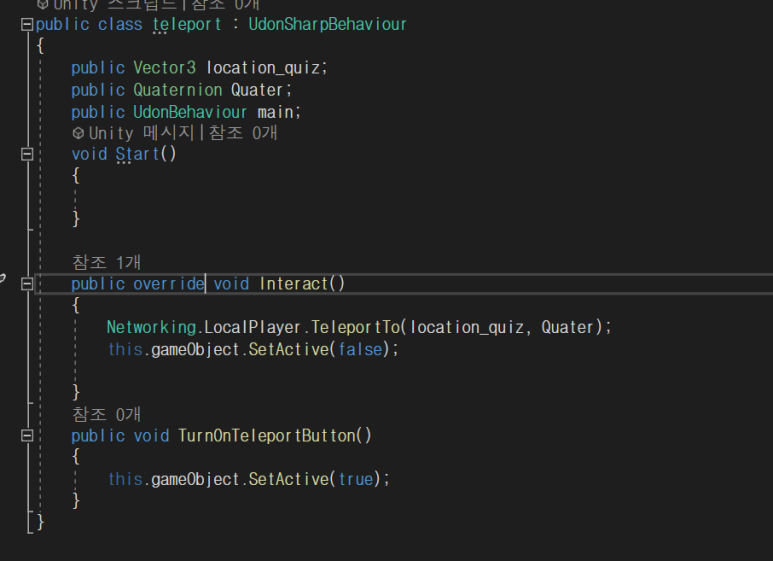 Unity 스크립트|참조 0개
public class teleport : UdonSharpBehaviour
{
public Vector3 location_quiz;
public Quaternion Quater;
public UdonBehaviour main;
Unity 메시지|참조 0개
void Start()
{
}
참조 1개
public override void Interact()
{
Networking.LocalPlayer.TeleportTo(location_quiz, Quater);
this.gameObject.SetActive(false);
}
참조 0개
public void TurnOnTeleportButton()
{
this.gameObject.SetActive(true);
}
}